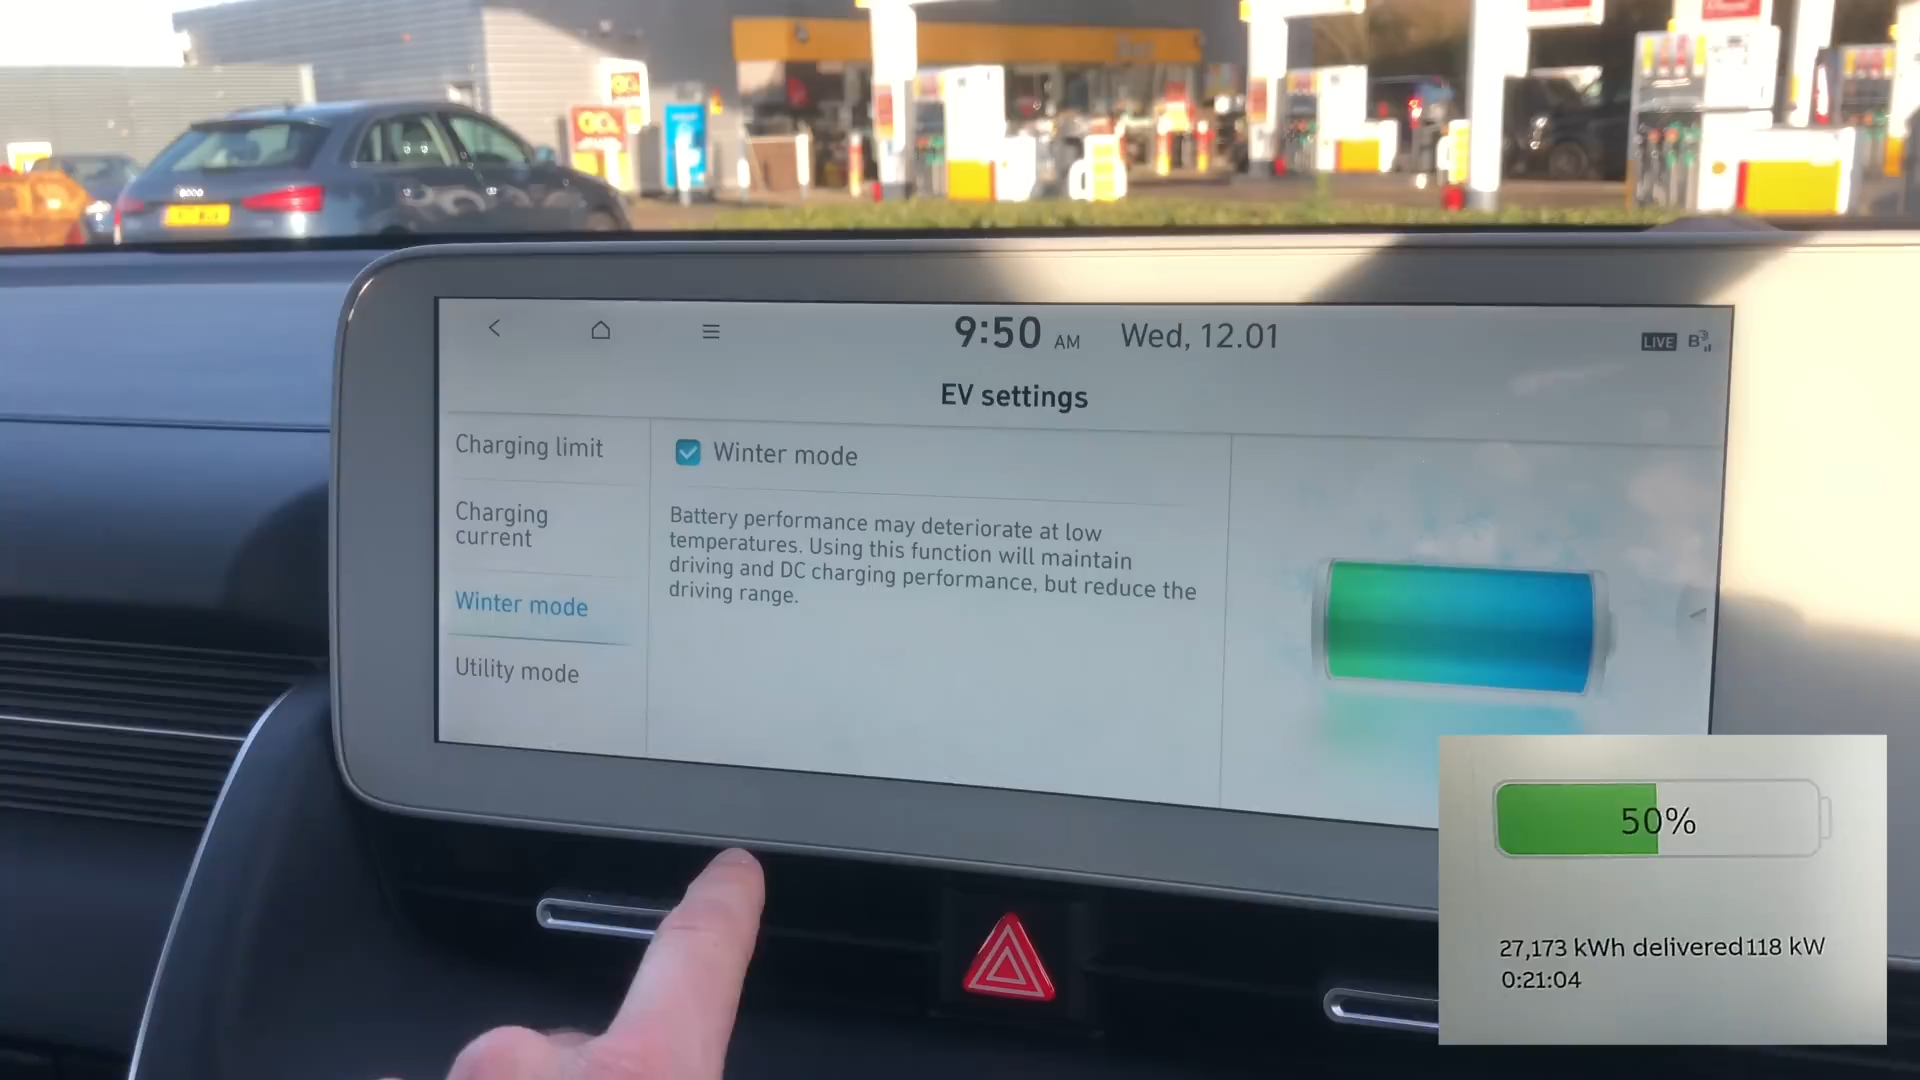 9:50 AM Wed, 12.01
LIVE
EV settings
Charging limit
Charging
current
Winter mode
Utility mode
Winter mode
Battery performance may deteriorate at low
temperatures. Using this function will maintain
driving and DC charging performance, but reduce the
driving range.
50%
27,173 kWh delivered 118 kW
0:21:04